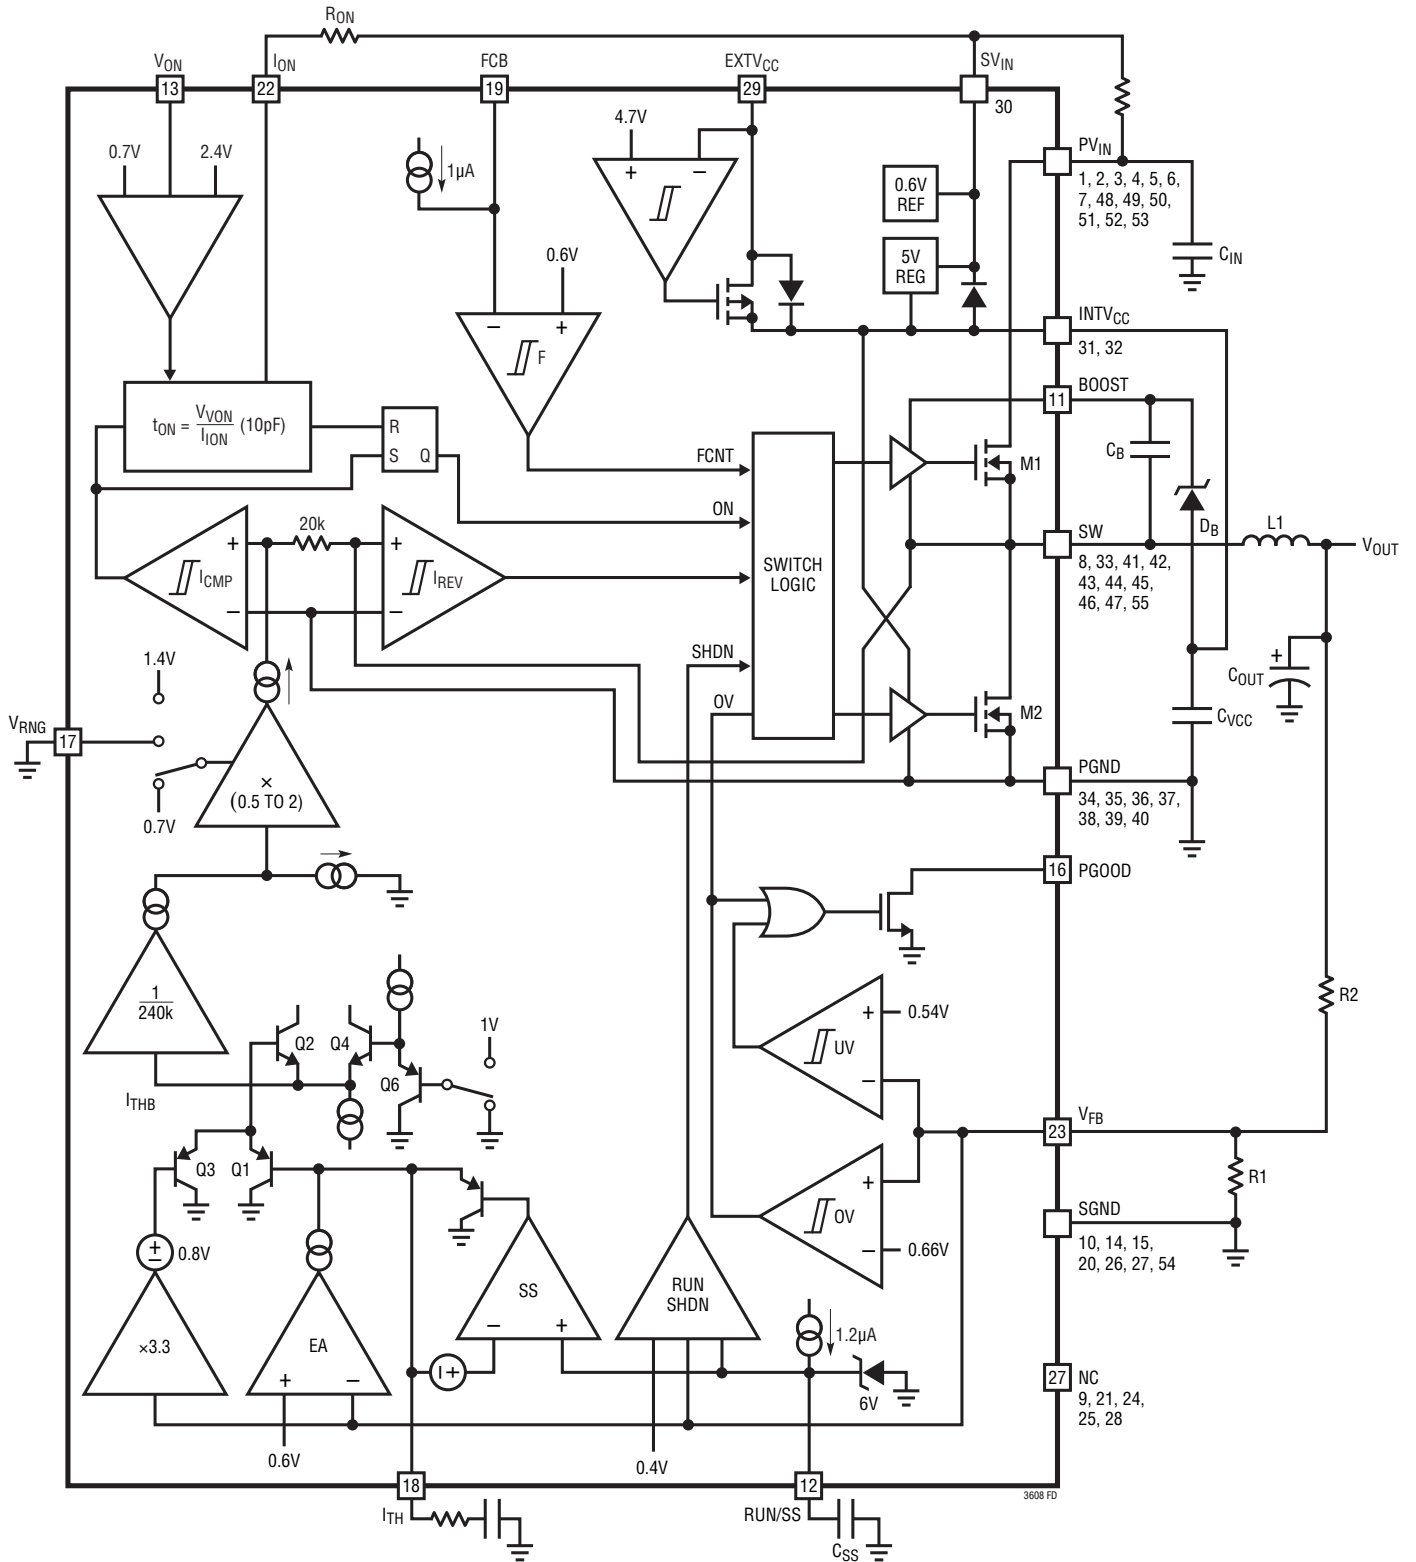 RON
VON
ION
FCB
EXTVCC
SVIN
13
22
19
29
30
0.7V
2.4V
1µA
4.7V
+
–
0.6V
REF
5V
REG
PVIN
1, 2, 3, 4, 5, 6,
7, 48, 49, 50,
51, 52, 53
CIN
0.6V
–
+
F
INTVCC
31, 32
BOOST
11
tON = VVON/IION (10pF)
R
S Q
FCNT
ON
SWITCH
LOGIC
SHDN
OV
M1
CB
DB
SW
8, 33, 41, 42,
43, 44, 45,
46, 47, 55
L1
VOUT
20k
+
–
ICMP
+
–
IREV
1.4V
VRNG
17
0.7V
×
(0.5 TO 2)
M2
+
COUT
CVCC
PGND
34, 35, 36, 37,
38, 39, 40
16
PGOOD
1
240k
Q2
Q4
Q6
1V
ITHB
+
0.54V
UV
–
R2
VFB
23
Q3
Q1
+
OV
–
0.66V
R1
SGND
10, 14, 15,
20, 26, 27, 54
+
–
0.8V
×3.3
EA
+
–
SS
–
+
RUN
SHDN
1.2µA
6V
27
NC
9, 21, 24,
25, 28
0.6V
0.4V
18
12
3608 FD
ITH
RUN/SS
CSS